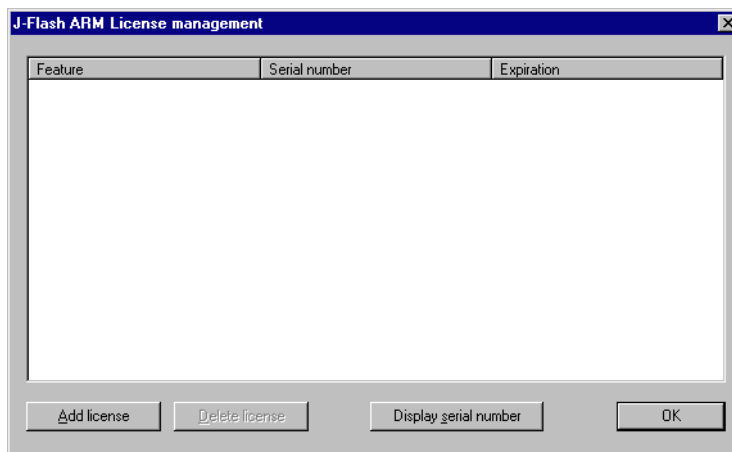 J-Flash ARM License management
Feature Serial number Expiration
Add license Delete license Display serial number OK